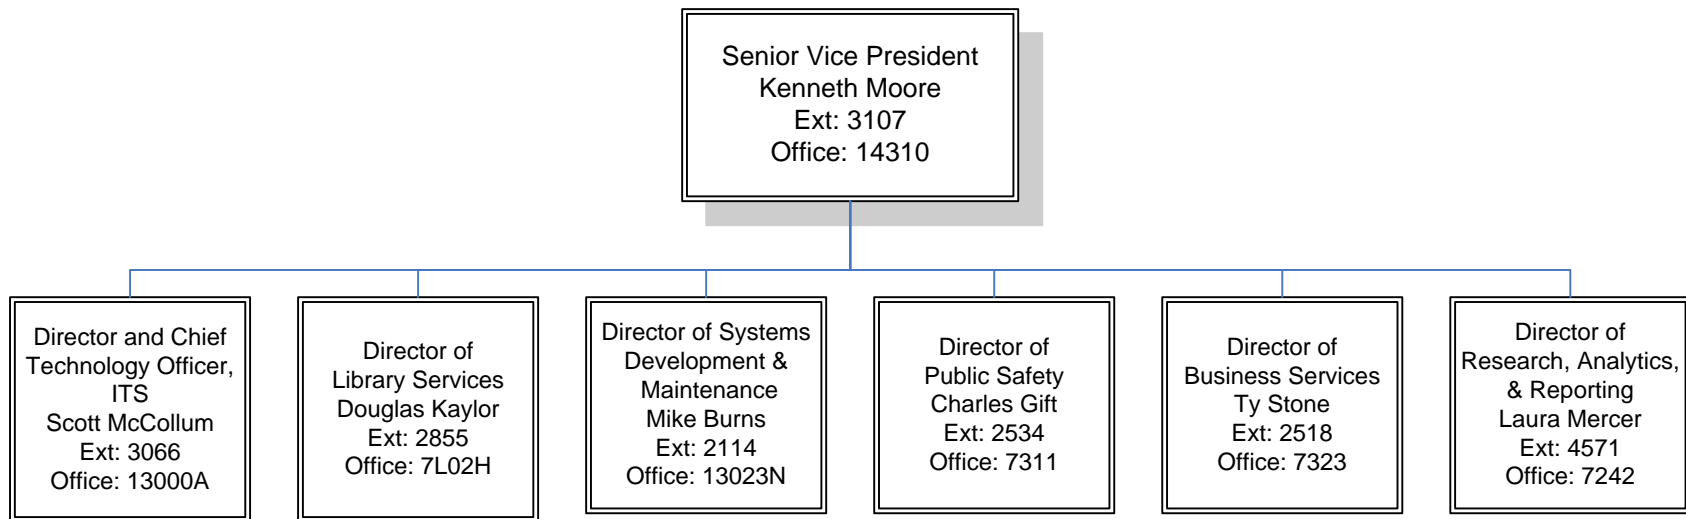 Senior Vice President
Kenneth Moore
Ext: 3107
Office: 14310
Director and Chief
Technology Officer,
ITS
Scott McCollum
Ext: 3066
Office: 13000A
Director of
Library Services
Douglas Kaylor
Ext: 2855
Office: 7L02H
Director of Systems
Development &
Maintenance
Mike Burns
Ext: 2114
Office: 13023N
Director of
Public Safety
Charles Gift
Ext: 2534
Office: 7311
Director of
Business Services
Ty Stone
Ext: 2518
Office: 7323
Director of
Research, Analytics,
& Reporting
Laura Mercer
Ext: 4571
Office: 7242